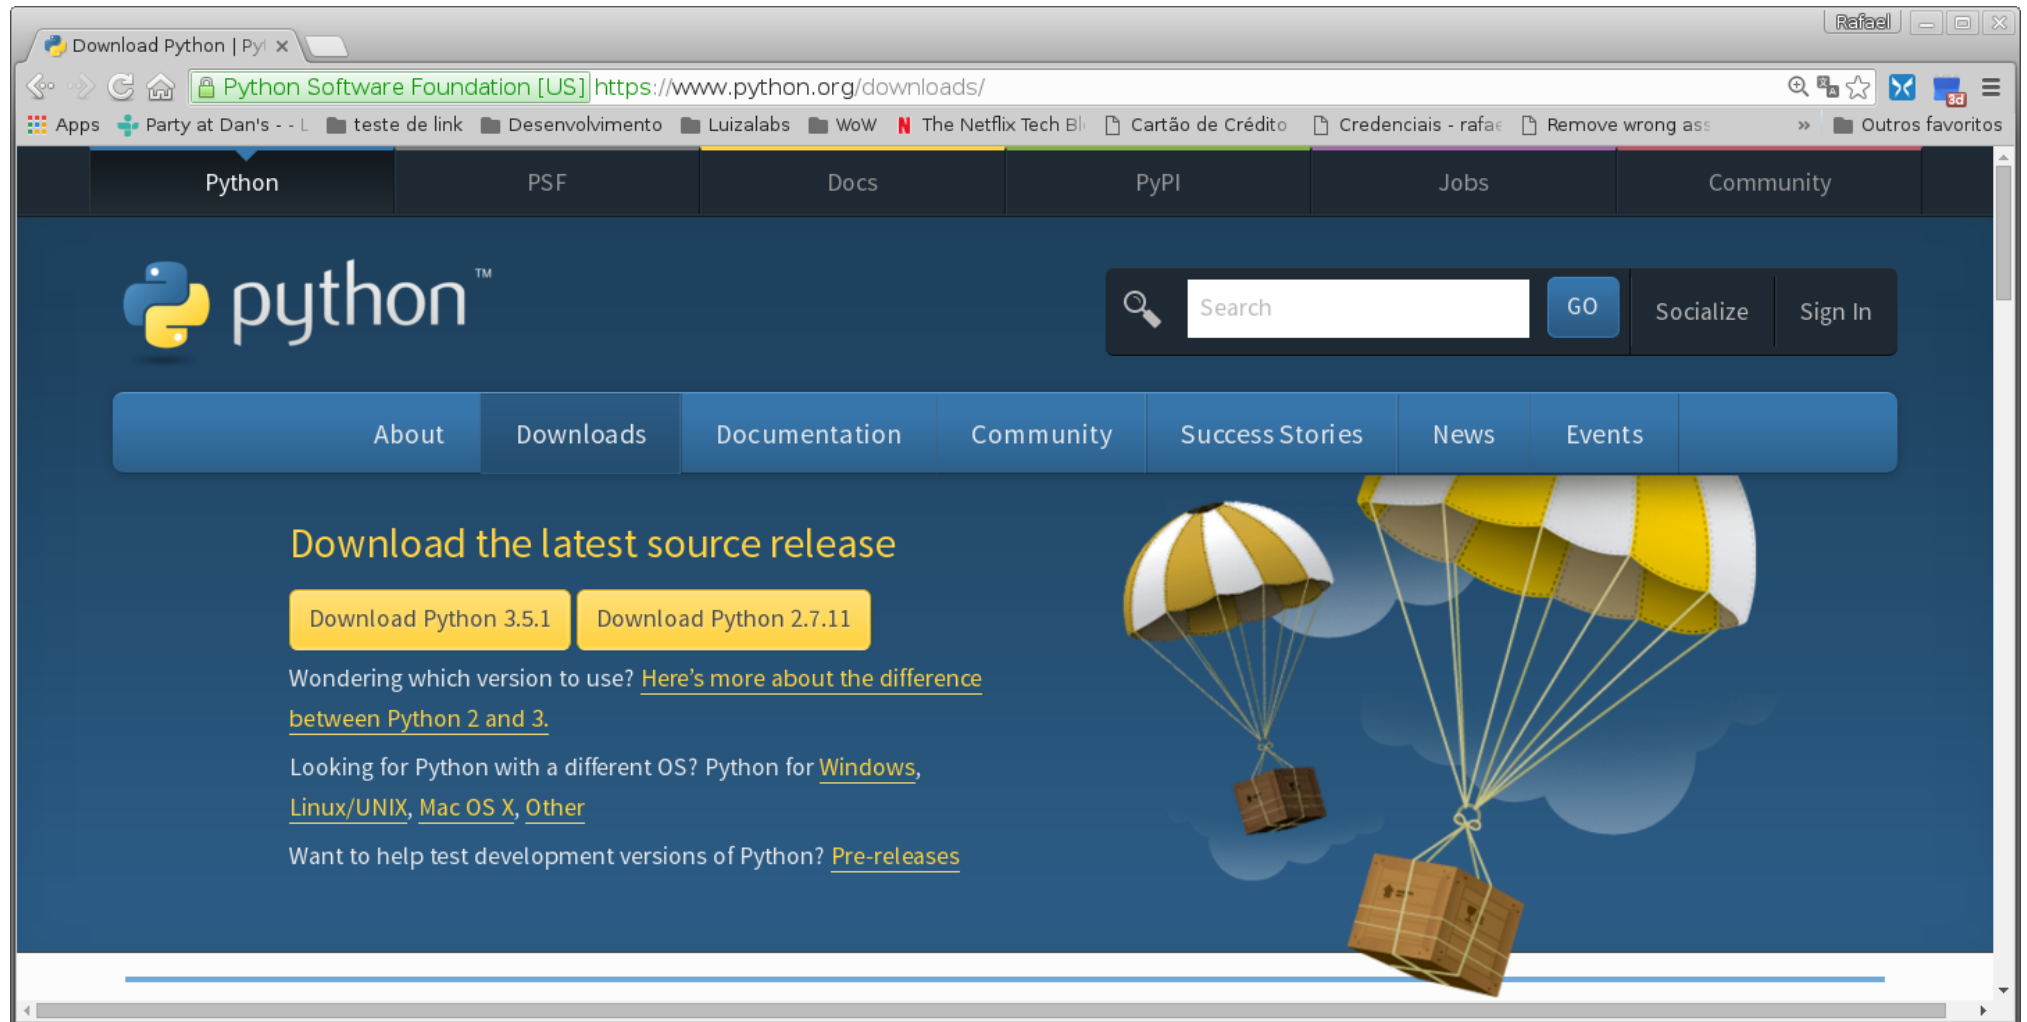 Rafael
Download Python | Pyt
Python Software Foundation [US] https://www.python.org/downloads/
Apps Party at Dan's - - L teste de link Desenvolvimento Luizalabs WoW The Netflix Tech Bl Cartão de Crédito Credenciais - rafae Remove wrong ass » Outros favoritos
3d
Python PSF Docs PyPI Jobs Community
python™
Search GO Socialize Sign In
About Downloads Documentation Community Success Stories News Events
Download the latest source release
Download Python 3.5.1 Download Python 2.7.11
Wondering which version to use? Here's more about the difference
between Python 2 and 3.
Looking for Python with a different OS? Python for Windows,
Linux/UNIX, Mac OS X, Other
Want to help test development versions of Python? Pre-releases